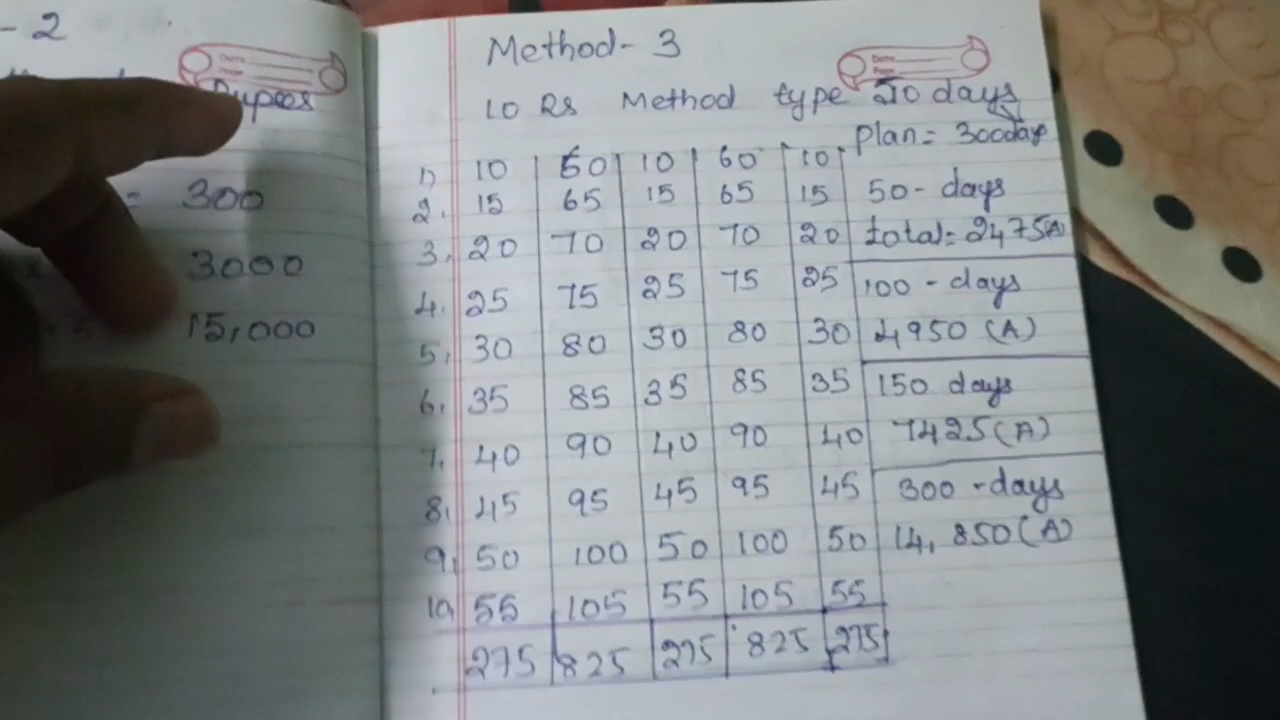 - 2
Rupees
= 300
3000
15,000
Method- 3
10 Rs Method type 50 days
Plan = 300days
1) 10 60 10 60 10
2. 15 65 15 65 15 50- days
3. 20 70 20 70 20 total= 2475(A)
4. 25 75 25 75 25 100 - days
5, 30 80 30 80 30 4950 (A)
6, 35 85 35 85 35 150 days
7. 40 90 40 90 40 7425(A)
8, 45 95 45 95 45 300 -days
9, 50 100 50 100 50 14, 850(A)
10, 55 105 55 105 55
275 825 275 825 275